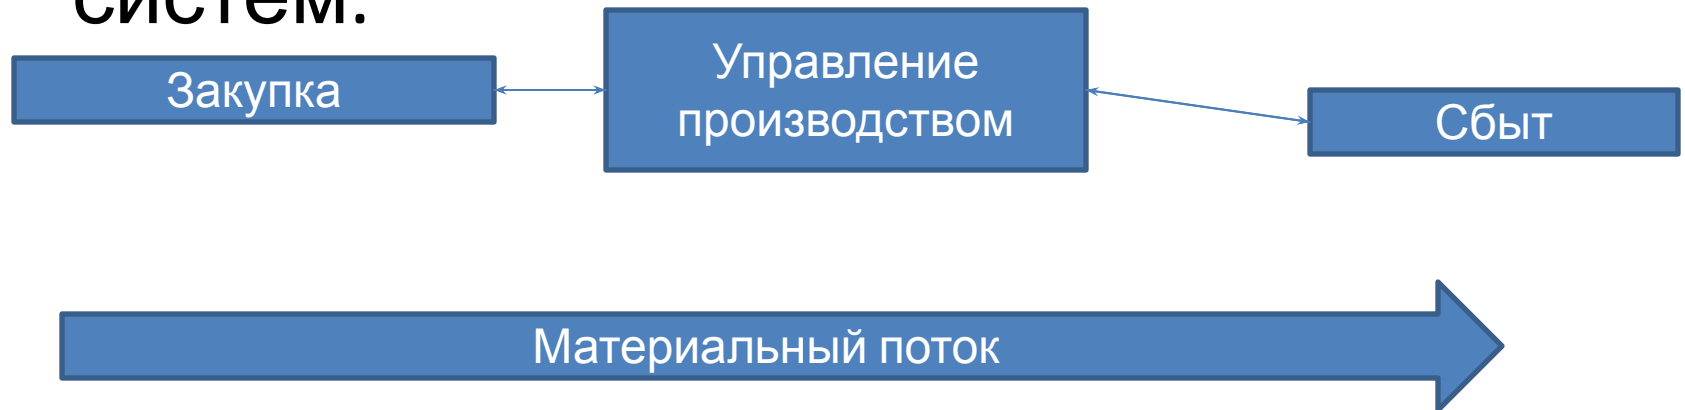 систем.
Закупка
Управление
производством
Сбыт
Материальный поток